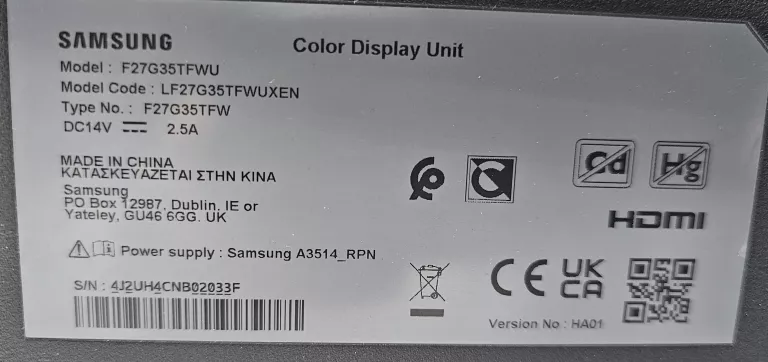 SAMSUNG
Color Display Unit
Model : F27G35TFWU
Model Code : LF27G35TFWUXEN
Type No. : F27G35TFW
DC14V ⎓ 2.5A
MADE IN CHINA
ΚΑΤΑΣΚΕΥΑΖΕΤΑΙ ΣΤΗΝ ΚΙΝΑ
Samsung
PO Box 12987, Dublin. IE or
Yateley, GU46 6GG. UK
Power supply : Samsung A3514_RPN
S/N : 4J2UH4CNB02033F
Cd
Hg
HDMI
CE
UK
CA
Version No : HA01